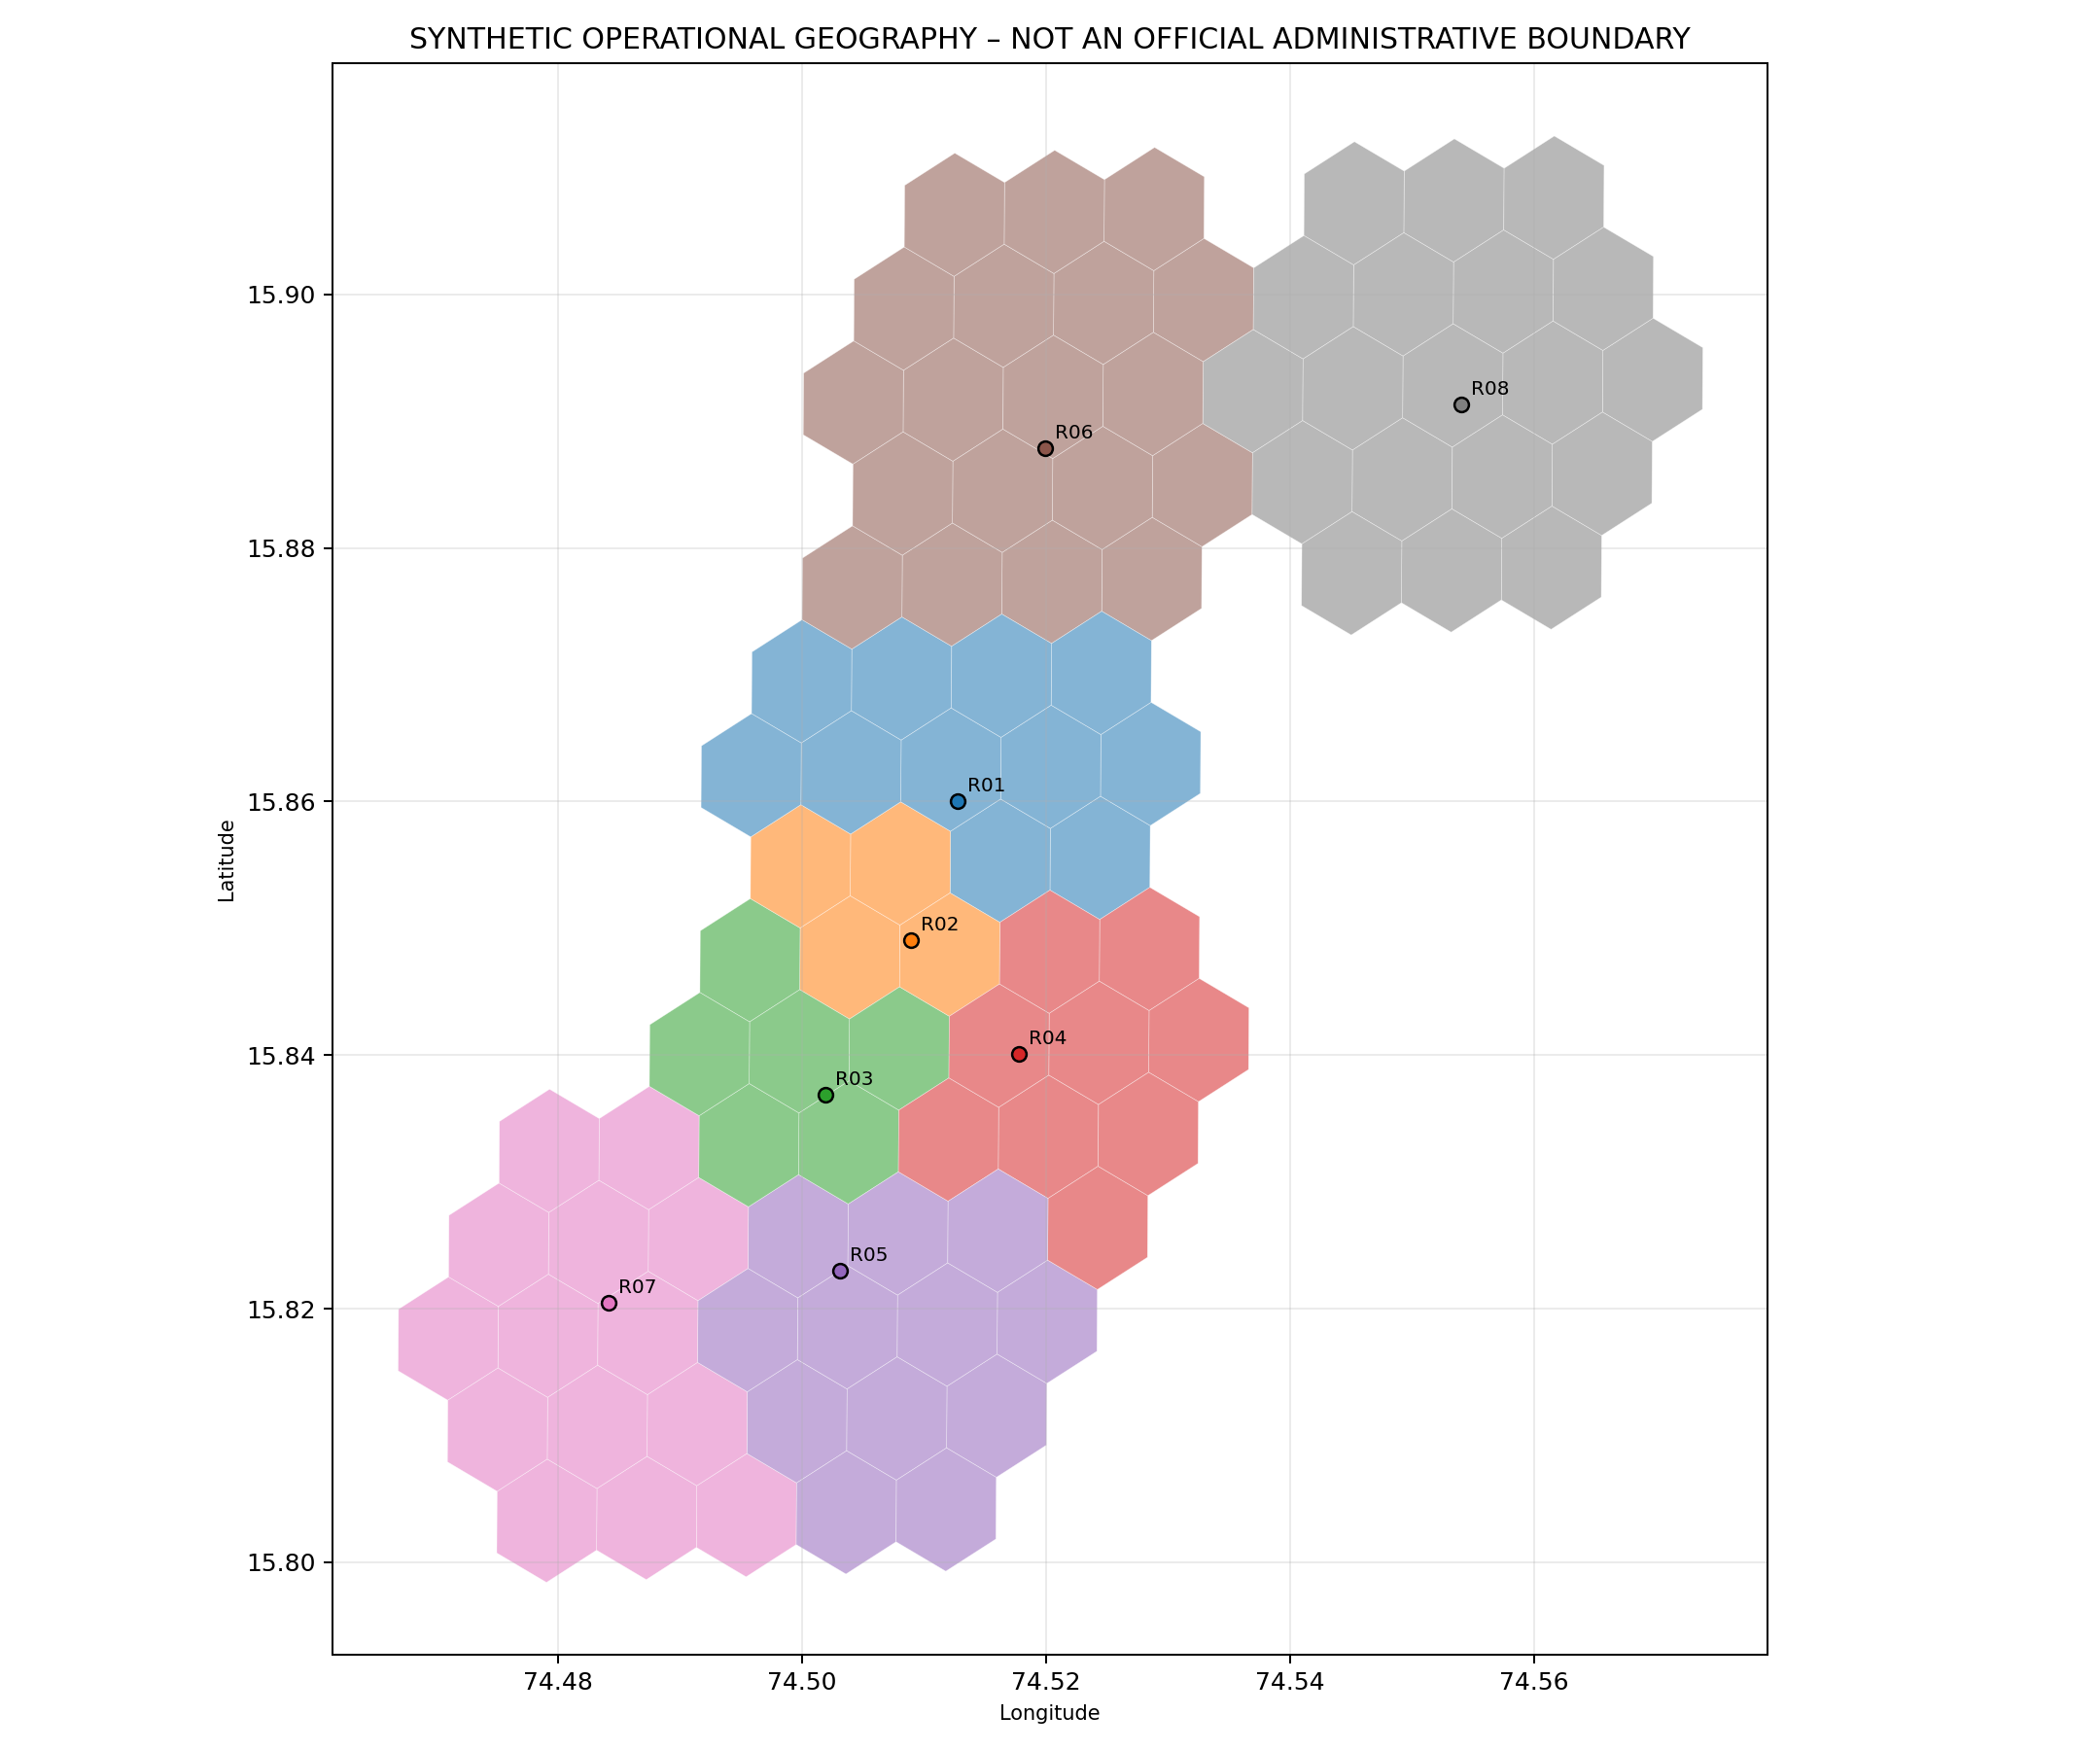 SYNTHETIC OPERATIONAL GEOGRAPHY – NOT AN OFFICIAL ADMINISTRATIVE BOUNDARY
R08
R06
R01
R02
R04
R03
R05
R07
15.90
15.88
15.86
15.84
15.82
15.80
Latitude
74.48 74.50 74.52 74.54 74.56
Longitude